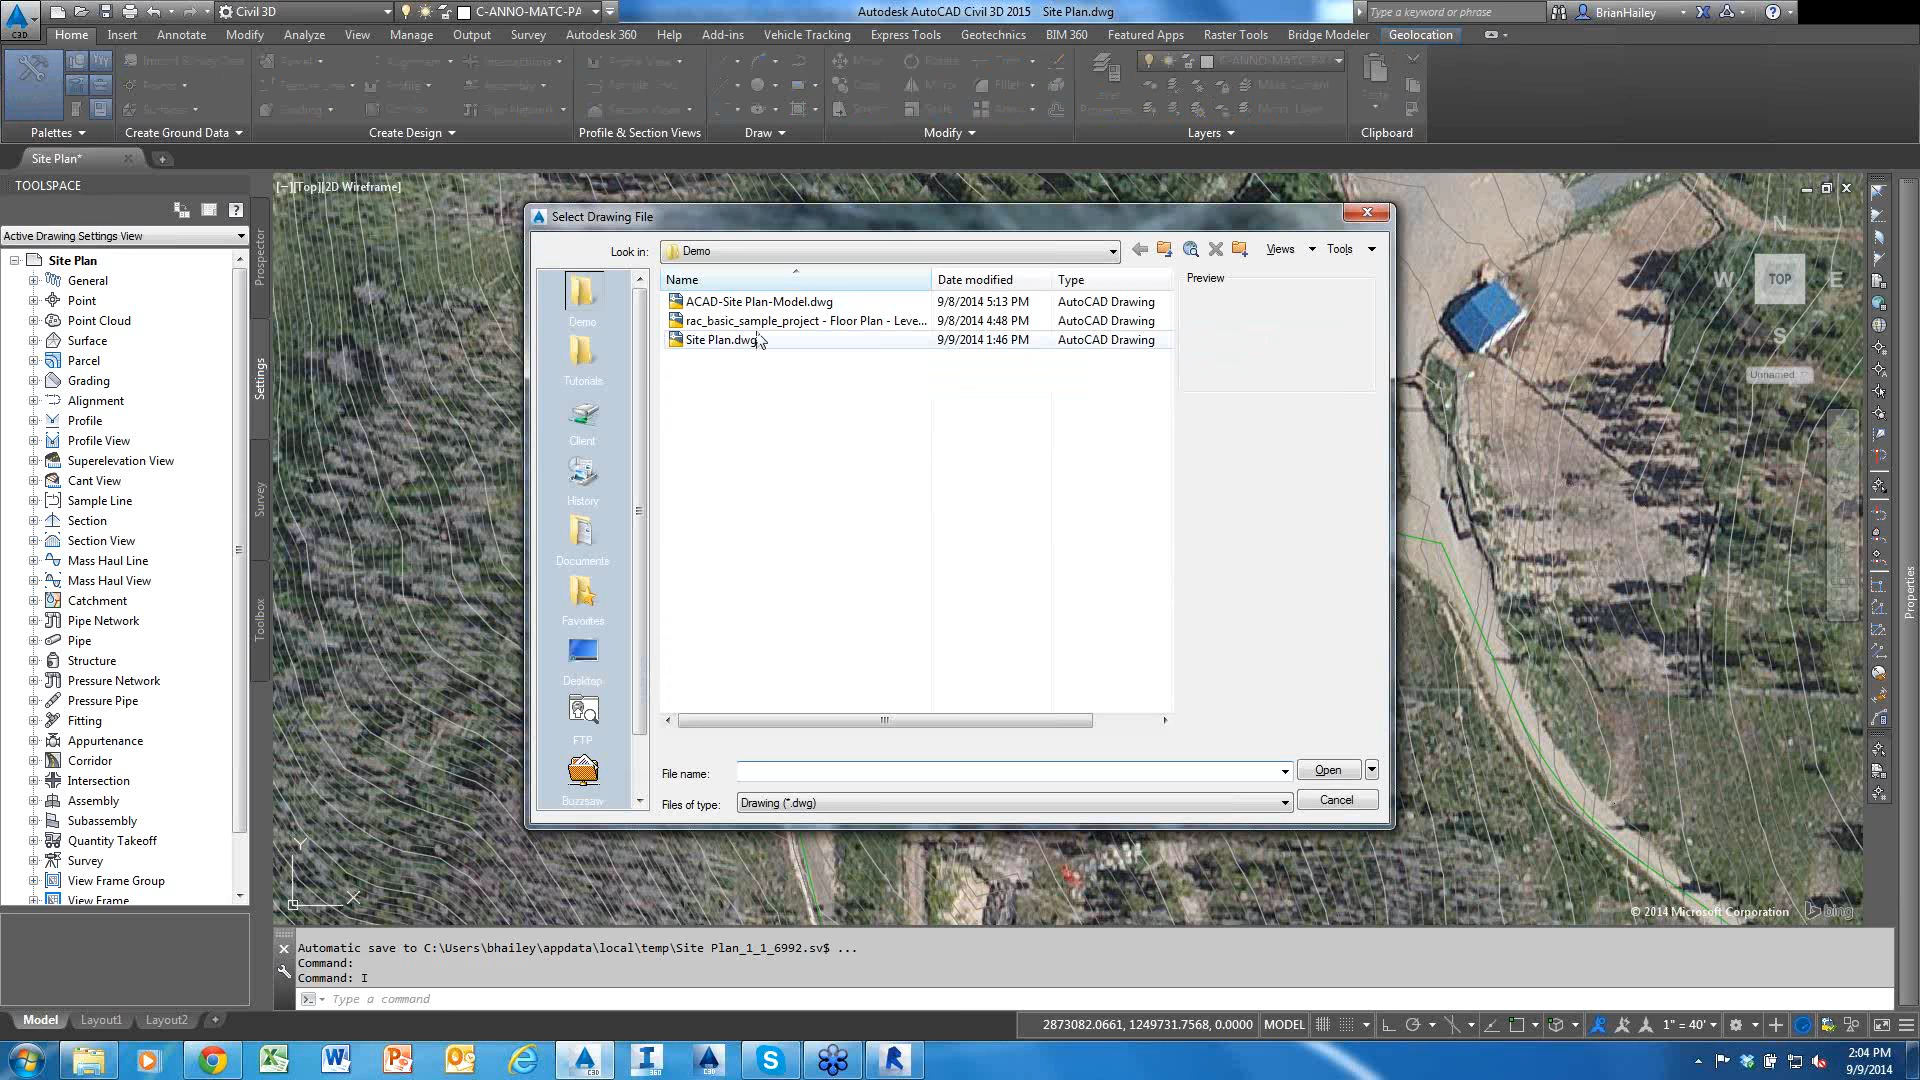 Civil 3D
C-ANNO-MATC-PA
Autodesk AutoCAD Civil 3D 2015 Site Plan.dwg
Type a keyword or phrase
BrianHailey
C3D
Home Insert Annotate Modify Analyze View Manage Output Survey Autodesk 360 Help Add-ins Vehicle Tracking Express Tools Geotechnics BIM 360 Featured Apps Raster Tools Bridge Modeler Geolocation
Palettes Create Ground Data Create Design Profile & Section Views Draw Modify Layers Clipboard
Site Plan*
TOOLSPACE
[−][Top][2D Wireframe]
Active Drawing Settings View
Prospector
Settings
Survey
Toolbox
Site Plan
General
Point
Point Cloud
Surface
Parcel
Grading
Alignment
Profile
Profile View
Superelevation View
Cant View
Sample Line
Section
Section View
Mass Haul Line
Mass Haul View
Catchment
Pipe Network
Pipe
Structure
Pressure Network
Pressure Pipe
Fitting
Appurtenance
Corridor
Intersection
Assembly
Subassembly
Quantity Takeoff
Survey
View Frame Group
View Frame
Select Drawing File
Look in: Demo
Views Tools
Name Date modified Type
Preview
ACAD-Site Plan-Model.dwg 9/8/2014 5:13 PM AutoCAD Drawing
rac_basic_sample_project - Floor Plan - Leve... 9/8/2014 4:48 PM AutoCAD Drawing
Site Plan.dwg 9/9/2014 1:46 PM AutoCAD Drawing
Demo
Tutorials
Client
History
Documents
Favorites
Desktop
FTP
Buzzsaw
File name:
Open
Files of type: Drawing (*.dwg)
Cancel
N
W TOP E
S
Unnamed
Properties
© 2014 Microsoft Corporation bing
Y
X
Automatic save to C:\Users\bhailey\appdata\local\temp\Site Plan_1_1_6992.sv$ ...
Command:
Command: I
Type a command
Model Layout1 Layout2
2873082.0661, 1249731.7568, 0.0000 MODEL
1" = 40'
2:04 PM
9/9/2014